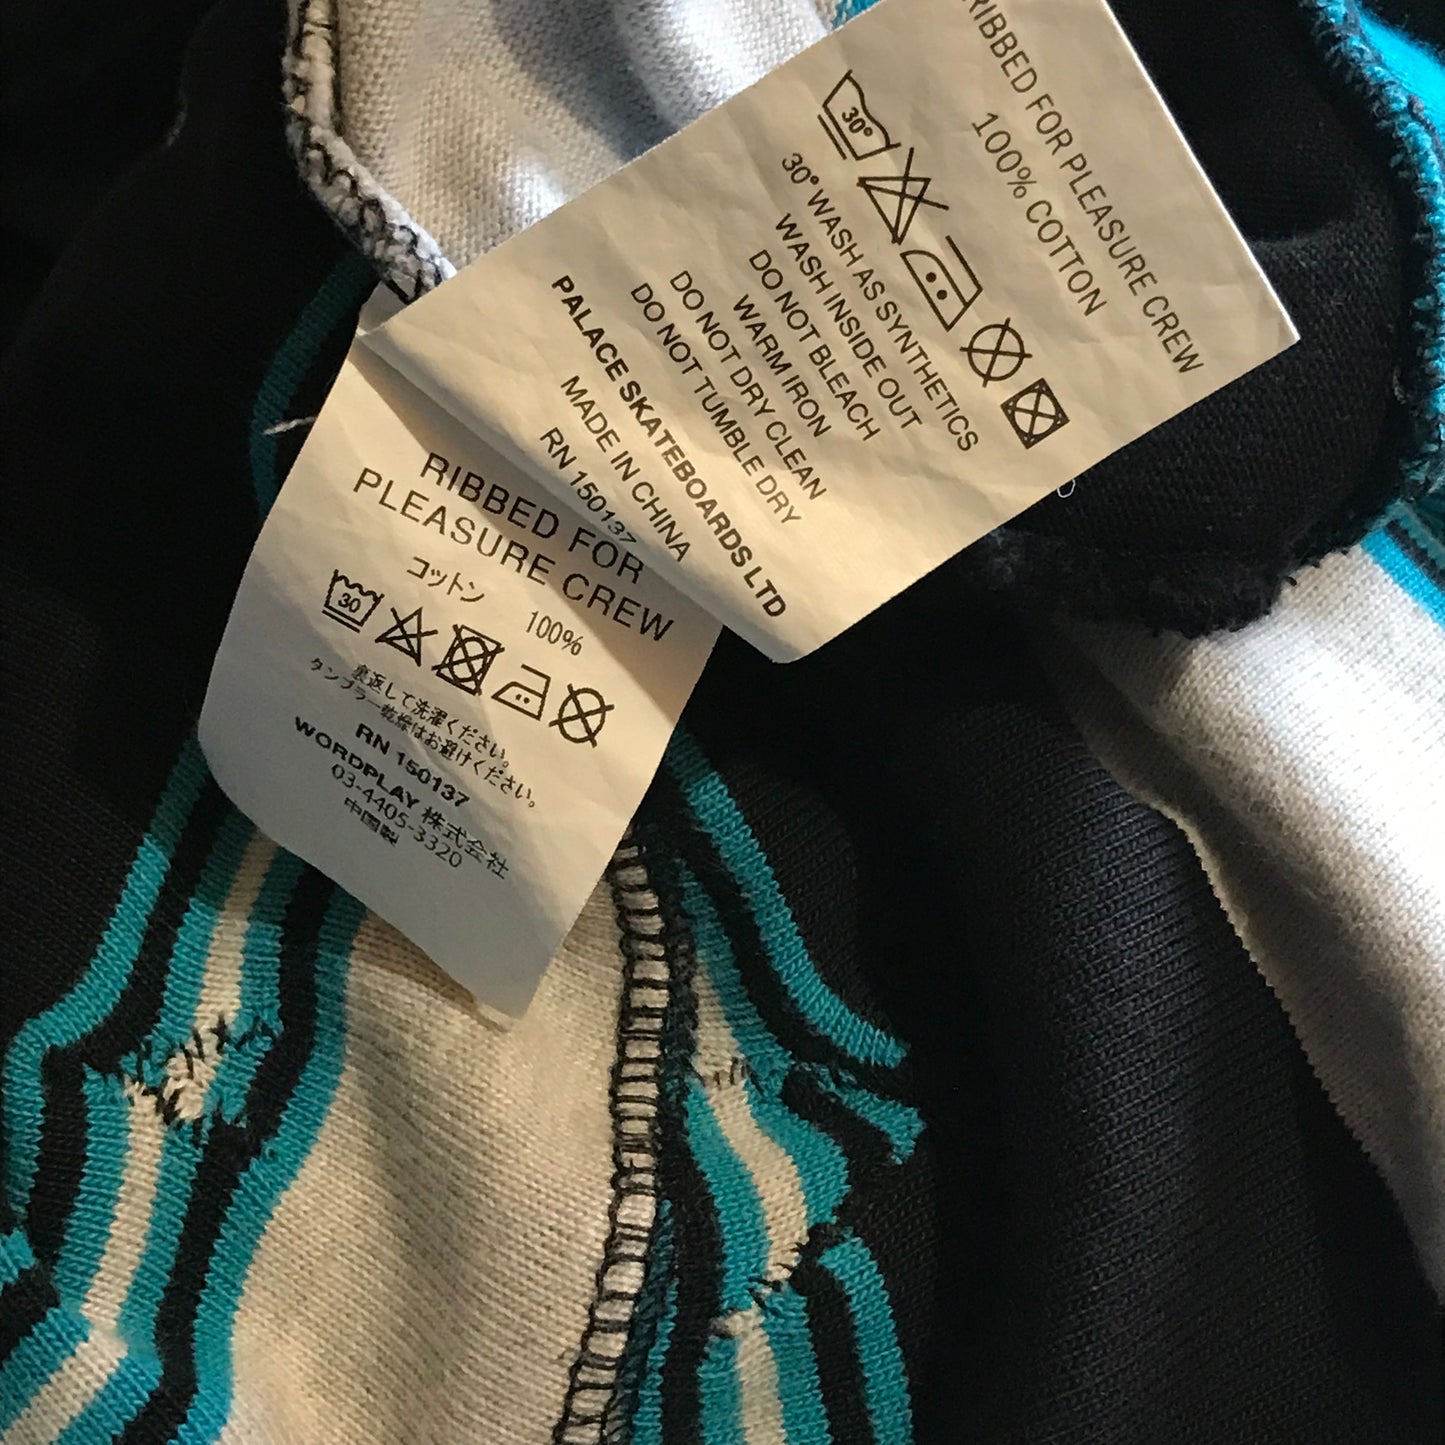 RIBBED FOR PLEASURE CREW
100% COTTON
30°
30° WASH AS SYNTHETICS
WASH INSIDE OUT
DO NOT BLEACH
WARM IRON
DO NOT DRY CLEAN
DO NOT TUMBLE DRY
PALACE SKATEBOARDS LTD
MADE IN CHINA
RN 150137
RIBBED FOR
PLEASURE CREW
コットン 100%
30
裏返して洗濯ください。
タンブラー乾燥はお避けください。
RN 150137
WORDPLAY 株式会社
03-4405-3320
中国製